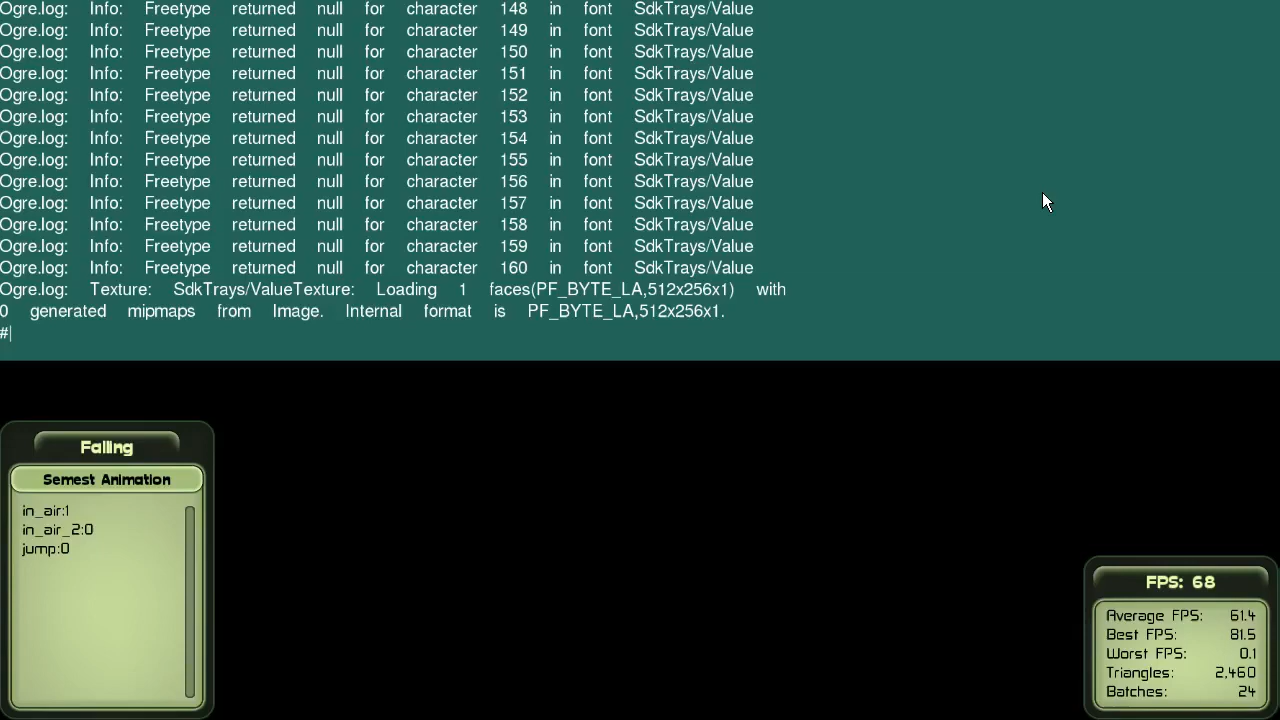 Ogre.log: Info: Freetype returned null for character 148 in font SdkTrays/Value
Ogre.log: Info: Freetype returned null for character 149 in font SdkTrays/Value
Ogre.log: Info: Freetype returned null for character 150 in font SdkTrays/Value
Ogre.log: Info: Freetype returned null for character 151 in font SdkTrays/Value
Ogre.log: Info: Freetype returned null for character 152 in font SdkTrays/Value
Ogre.log: Info: Freetype returned null for character 153 in font SdkTrays/Value
Ogre.log: Info: Freetype returned null for character 154 in font SdkTrays/Value
Ogre.log: Info: Freetype returned null for character 155 in font SdkTrays/Value
Ogre.log: Info: Freetype returned null for character 156 in font SdkTrays/Value
Ogre.log: Info: Freetype returned null for character 157 in font SdkTrays/Value
Ogre.log: Info: Freetype returned null for character 158 in font SdkTrays/Value
Ogre.log: Info: Freetype returned null for character 159 in font SdkTrays/Value
Ogre.log: Info: Freetype returned null for character 160 in font SdkTrays/Value
Ogre.log: Texture: SdkTrays/ValueTexture: Loading 1 faces(PF_BYTE_LA,512x256x1) with
0 generated mipmaps from Image. Internal format is PF_BYTE_LA,512x256x1.
#|
Falling
Semest Animation
in_air:1
in_air_2:0
jump:0
FPS: 68
Average FPS: 61.4
Best FPS: 81.5
Worst FPS: 0.1
Triangles: 2,460
Batches: 24